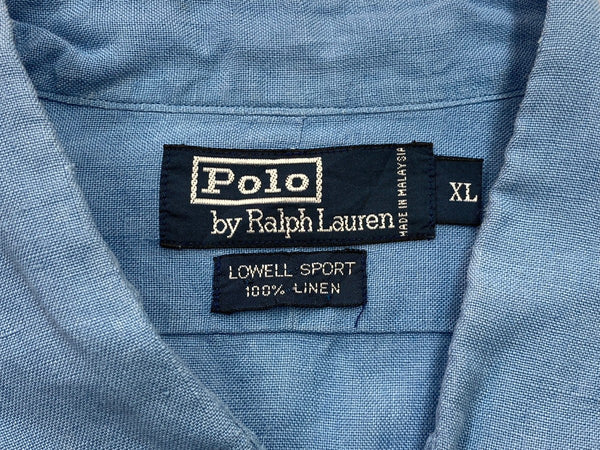 Polo
by Ralph Lauren
MADE IN MALAYSIA
XL
LOWELL SPORT
100% LINEN